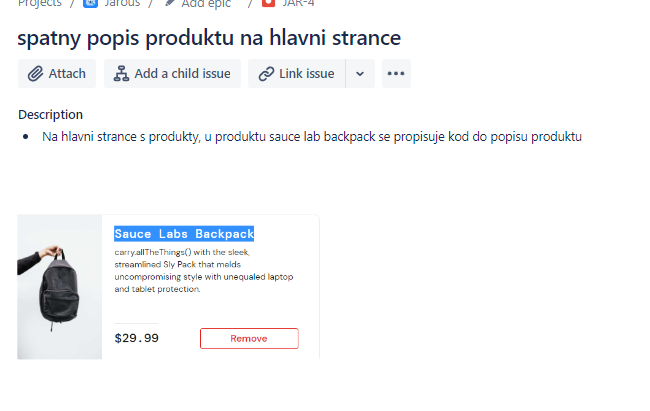 Projects / Jarous / Add epic / JAR-4
spatny popis produktu na hlavni strance
Attach Add a child issue Link issue
Description
Na hlavni strance s produkty, u produktu sauce lab backpack se propisuje kod do popisu produktu
Sauce Labs Backpack
carry.allTheThings() with the sleek,
streamlined Sly Pack that melds
uncompromising style with unequaled laptop
and tablet protection.
$29.99 Remove